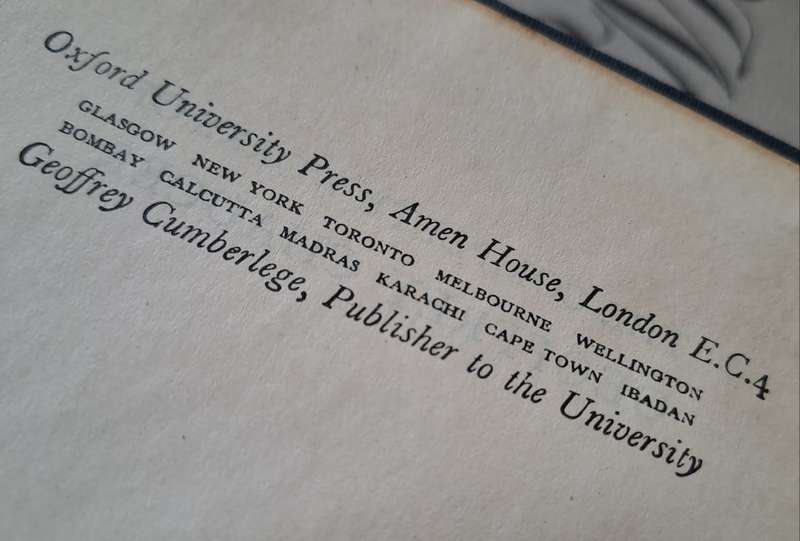 Oxford University Press, Amen House, London E.C.4
GLASGOW NEW YORK TORONTO MELBOURNE WELLINGTON
BOMBAY CALCUTTA MADRAS KARACHI CAPE TOWN IBADAN
Geoffrey Cumberlege, Publisher to the University